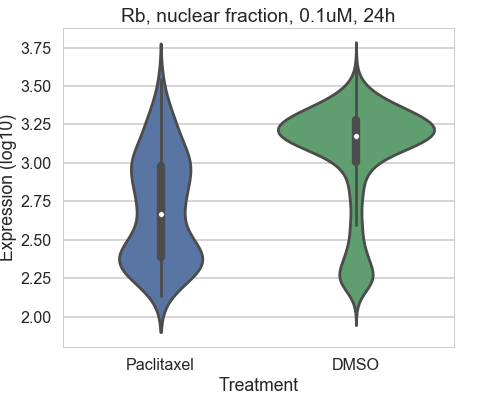 Rb, nuclear fraction, 0.1uM, 24h
3.75
3.50
3.25
3.00
2.75
2.50
2.25
2.00
Expression (log10)
Paclitaxel
DMSO
Treatment